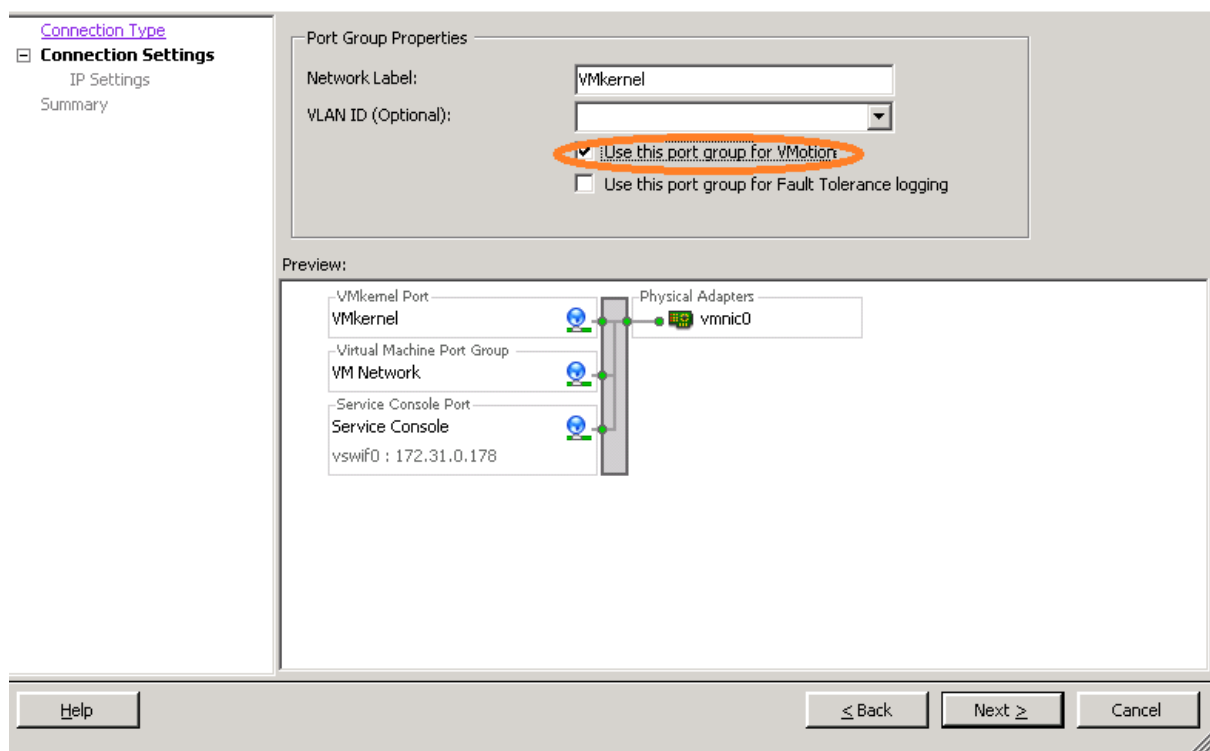 Connection Type
Connection Settings
IP Settings
Summary
Port Group Properties
Network Label:
VMkernel
VLAN ID (Optional):
Use this port group for VMotion
Use this port group for Fault Tolerance logging
Preview:
VMkernel Port
VMkernel
Physical Adapters
vmnic0
Virtual Machine Port Group
VM Network
Service Console Port
Service Console
vswif0 : 172.31.0.178
Help
< Back
Next >
Cancel